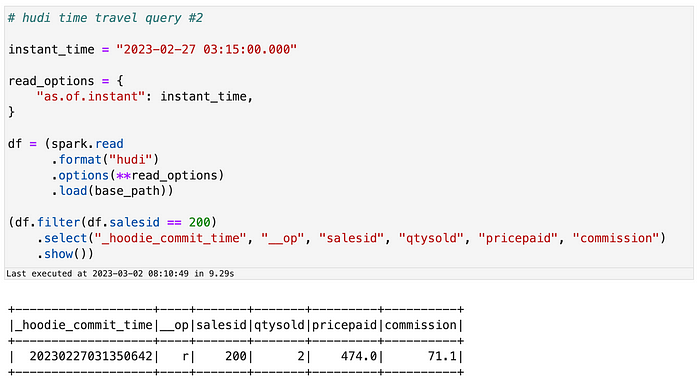 # hudi time travel query #2
instant_time = "2023-02-27 03:15:00.000"
read_options = {
    "as.of.instant": instant_time,
}
df = (spark.read
      .format("hudi")
      .options(**read_options)
      .load(base_path))
(df.filter(df.salesid == 200)
    .select("_hoodie_commit_time", "__op", "salesid", "qtysold", "pricepaid", "commission")
    .show())
Last executed at 2023-03-02 08:10:49 in 9.29s
+-------------------+----+-------+-------+---------+----------+
|_hoodie_commit_time|__op|salesid|qtysold|pricepaid|commission|
+-------------------+----+-------+-------+---------+----------+
|  20230227031350642|   r|    200|      2|    474.0|      71.1|
+-------------------+----+-------+-------+---------+----------+